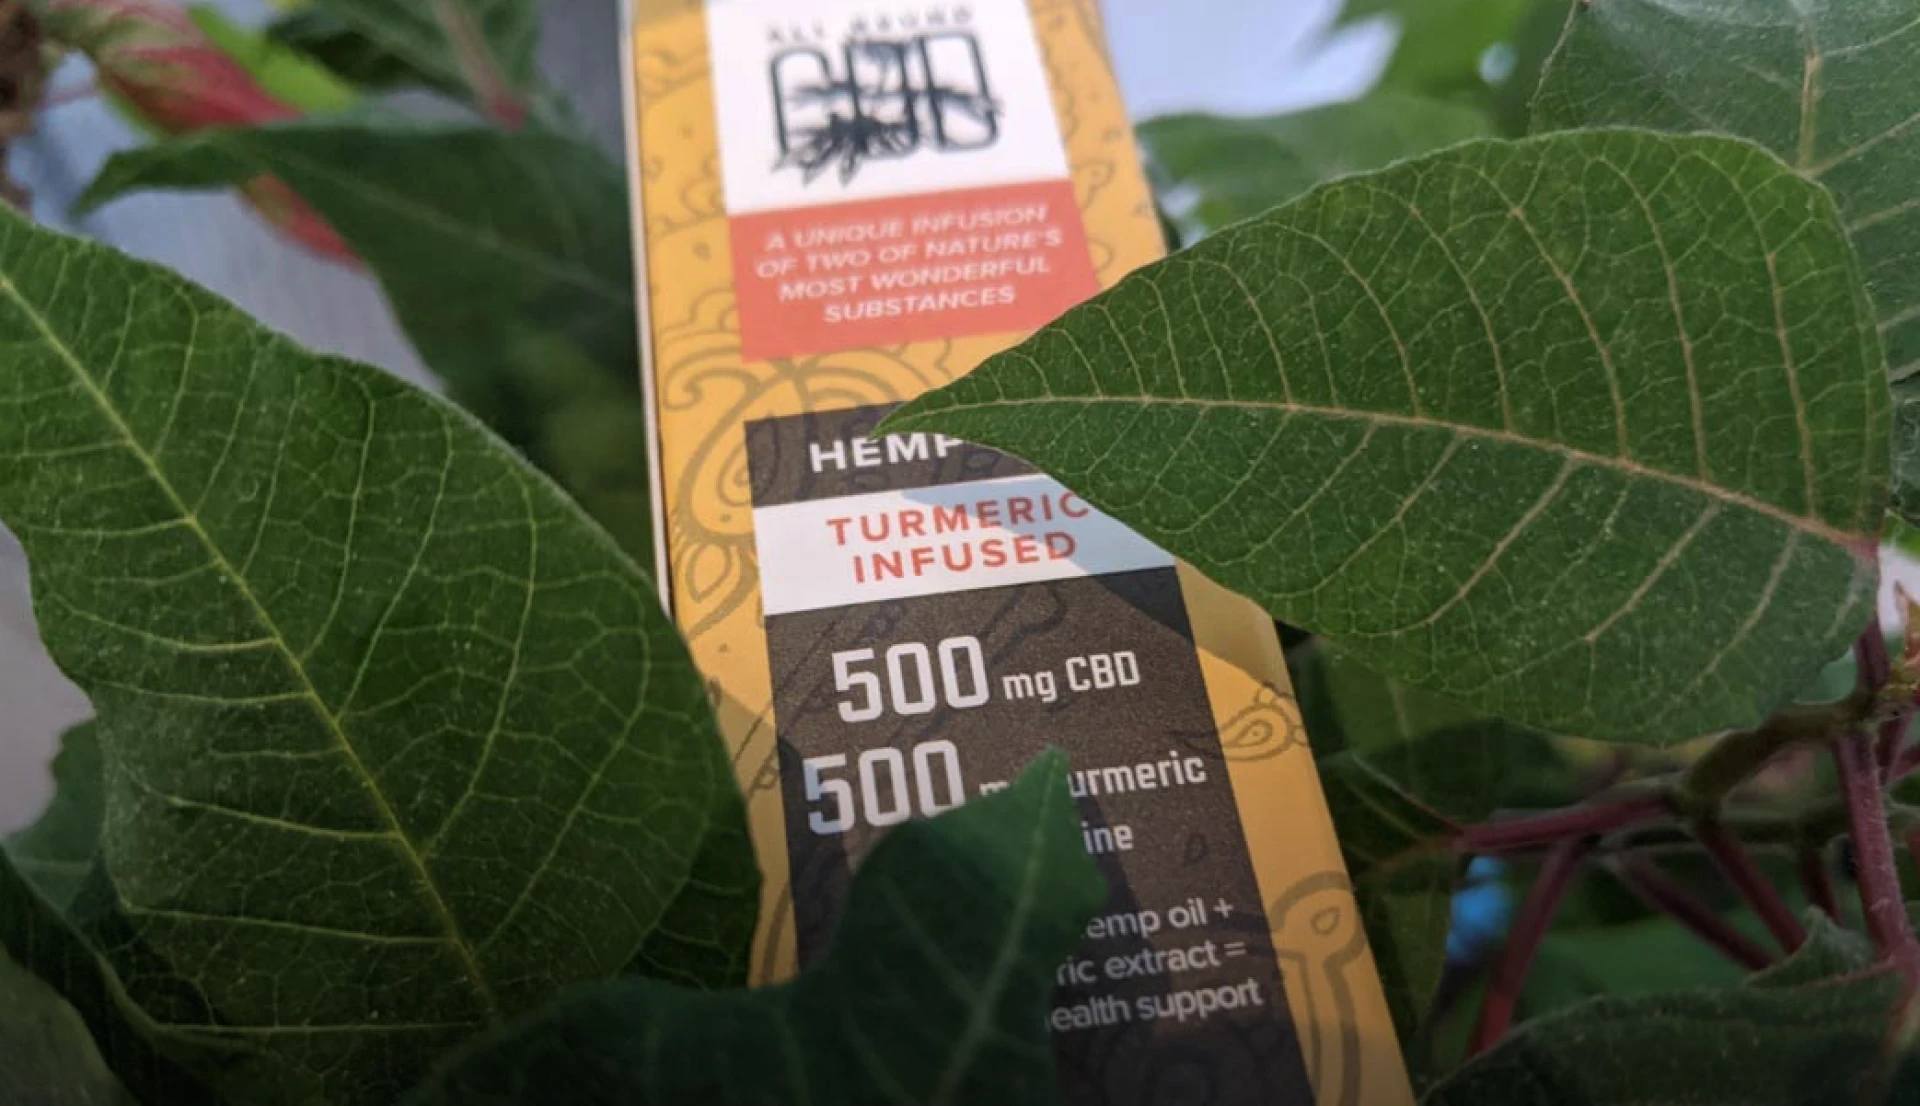 ALL ROUND
CBD
A UNIQUE INFUSION
OF TWO OF NATURE'S
MOST WONDERFUL
SUBSTANCES
HEMP
TURMERIC
INFUSED
500 mg CBD
500 m urmeric
ine
emp oil +
ric extract =
ealth support